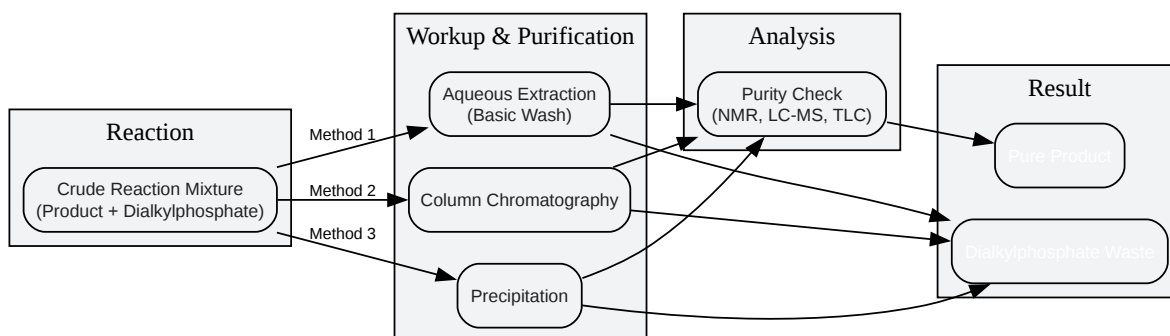 Reaction
Crude Reaction Mixture
(Product + Dialkylphosphate)
Method 1
Method 2
Method 3
Workup & Purification
Aqueous Extraction
(Basic Wash)
Column Chromatography
Precipitation
Analysis
Purity Check
(NMR, LC-MS, TLC)
Result
Pure Product
Dialkylphosphate Waste